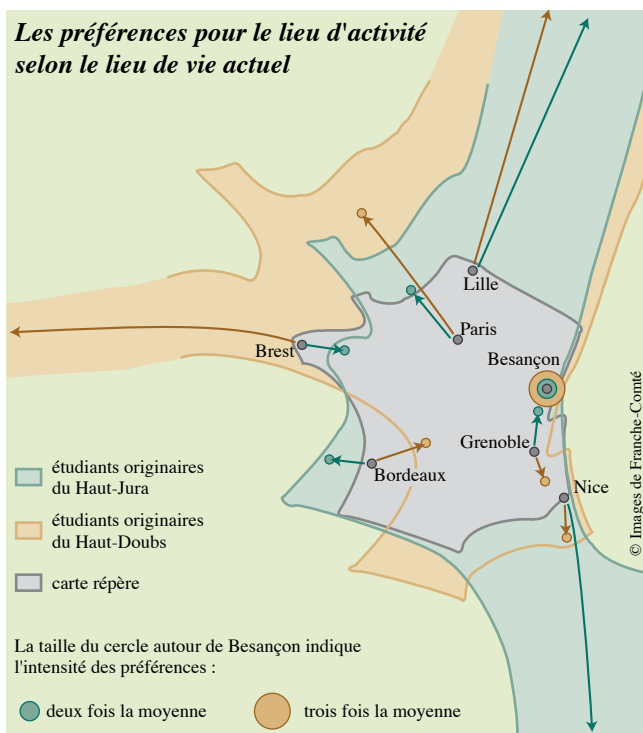 Les préférences pour le lieu d'activité
selon le lieu de vie actuel
Lille
Paris
Brest
Besançon
Grenoble
Bordeaux
Nice
étudiants originaires
du Haut-Jura
étudiants originaires
du Haut-Doubs
carte répère
La taille du cercle autour de Besançon indique
l'intensité des préférences :
deux fois la moyenne
trois fois la moyenne
© Images de Franche-Comté